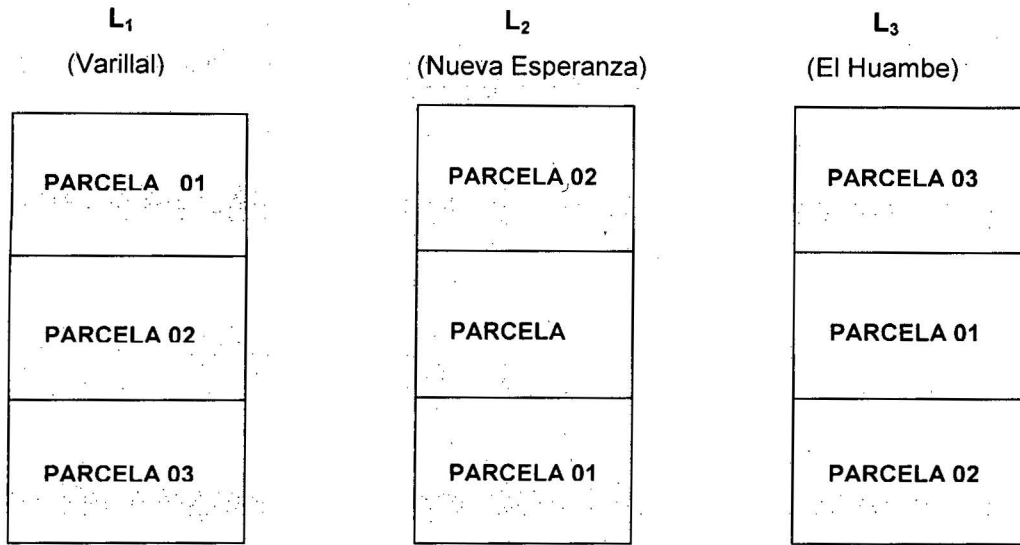 L₁
(Varillal)
PARCELA 01
PARCELA 02
PARCELA 03
L₂
(Nueva Esperanza)
PARCELA 02
PARCELA
PARCELA 01
L₃
(El Huambe)
PARCELA 03
PARCELA 01
PARCELA 02